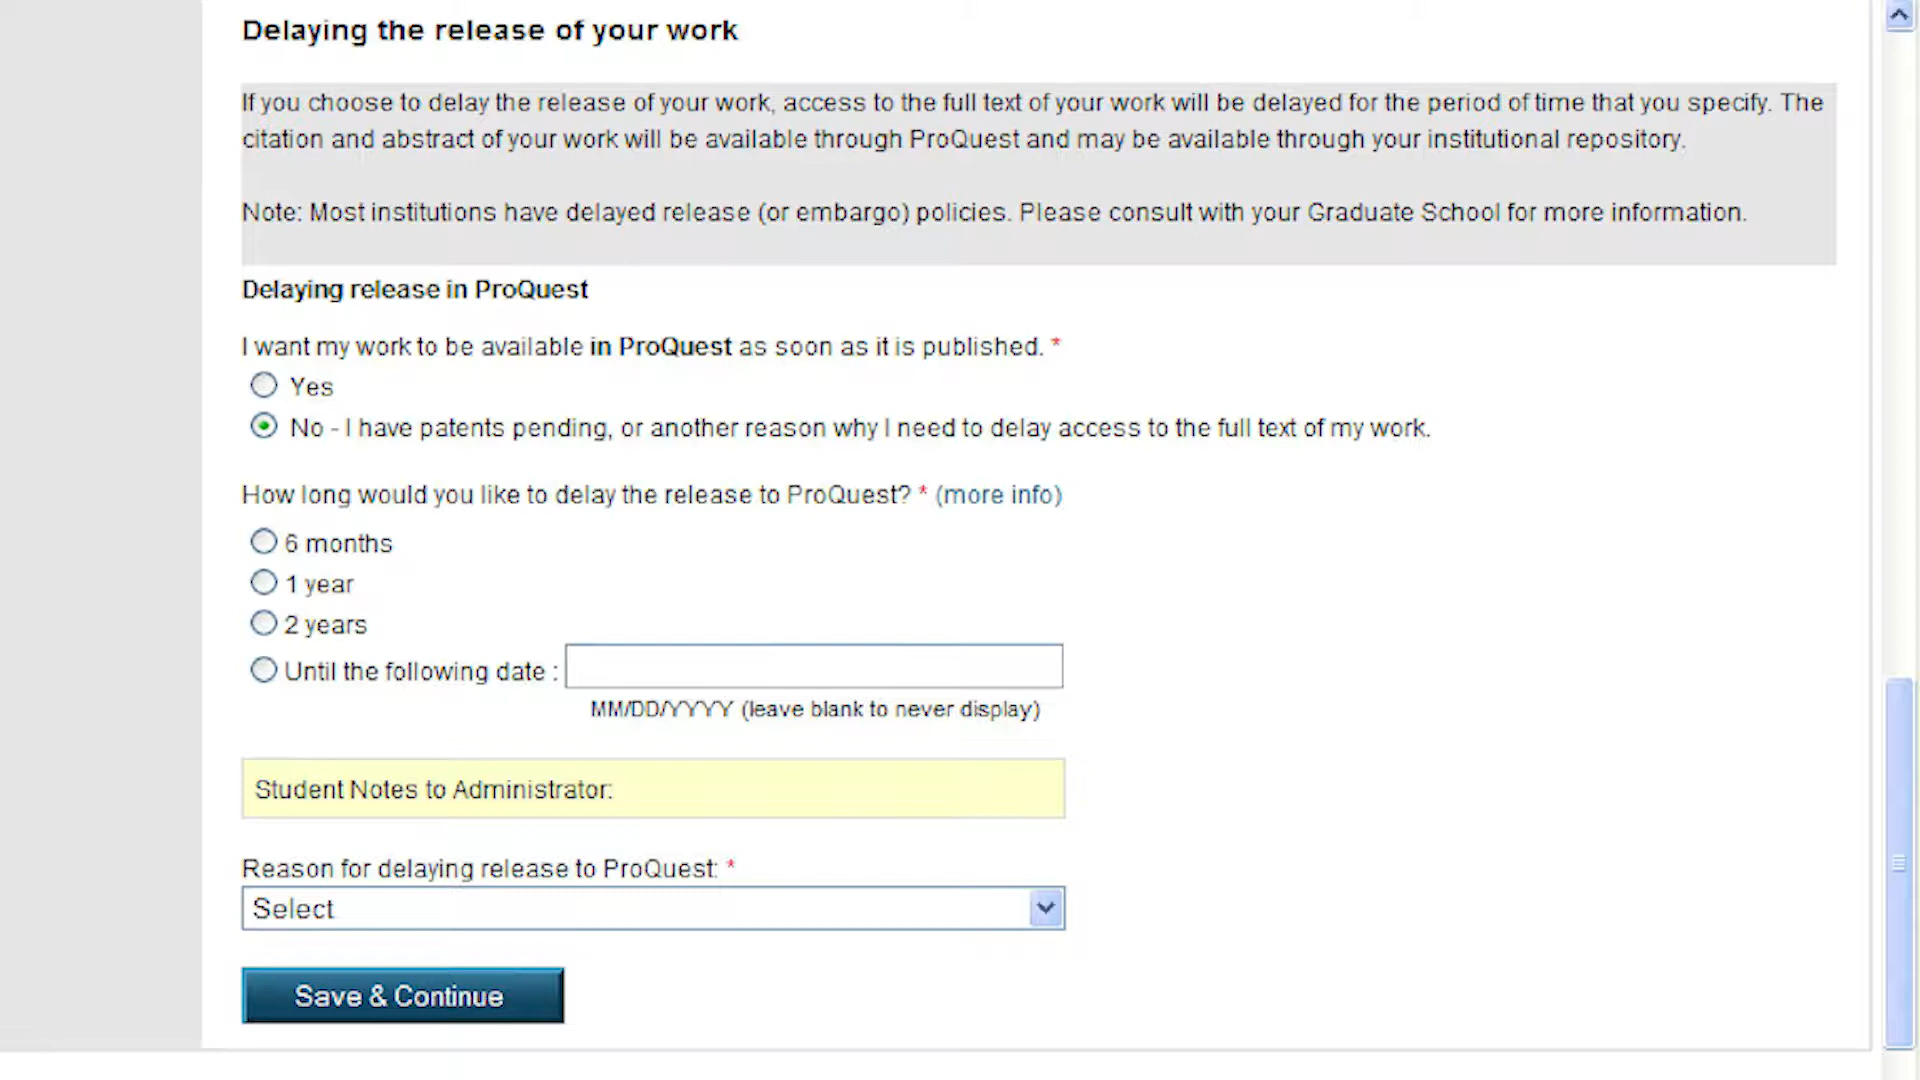 Delaying the release of your work
If you choose to delay the release of your work, access to the full text of your work will be delayed for the period of time that you specify. The
citation and abstract of your work will be available through ProQuest and may be available through your institutional repository.
Note: Most institutions have delayed release (or embargo) policies. Please consult with your Graduate School for more information.
Delaying release in ProQuest
I want my work to be available in ProQuest as soon as it is published. *
Yes
No - I have patents pending, or another reason why I need to delay access to the full text of my work.
How long would you like to delay the release to ProQuest? * (more info)
6 months
1 year
2 years
Until the following date :
MM/DD/YYYY (leave blank to never display)
Student Notes to Administrator:
Reason for delaying release to ProQuest: *
Select
Save & Continue